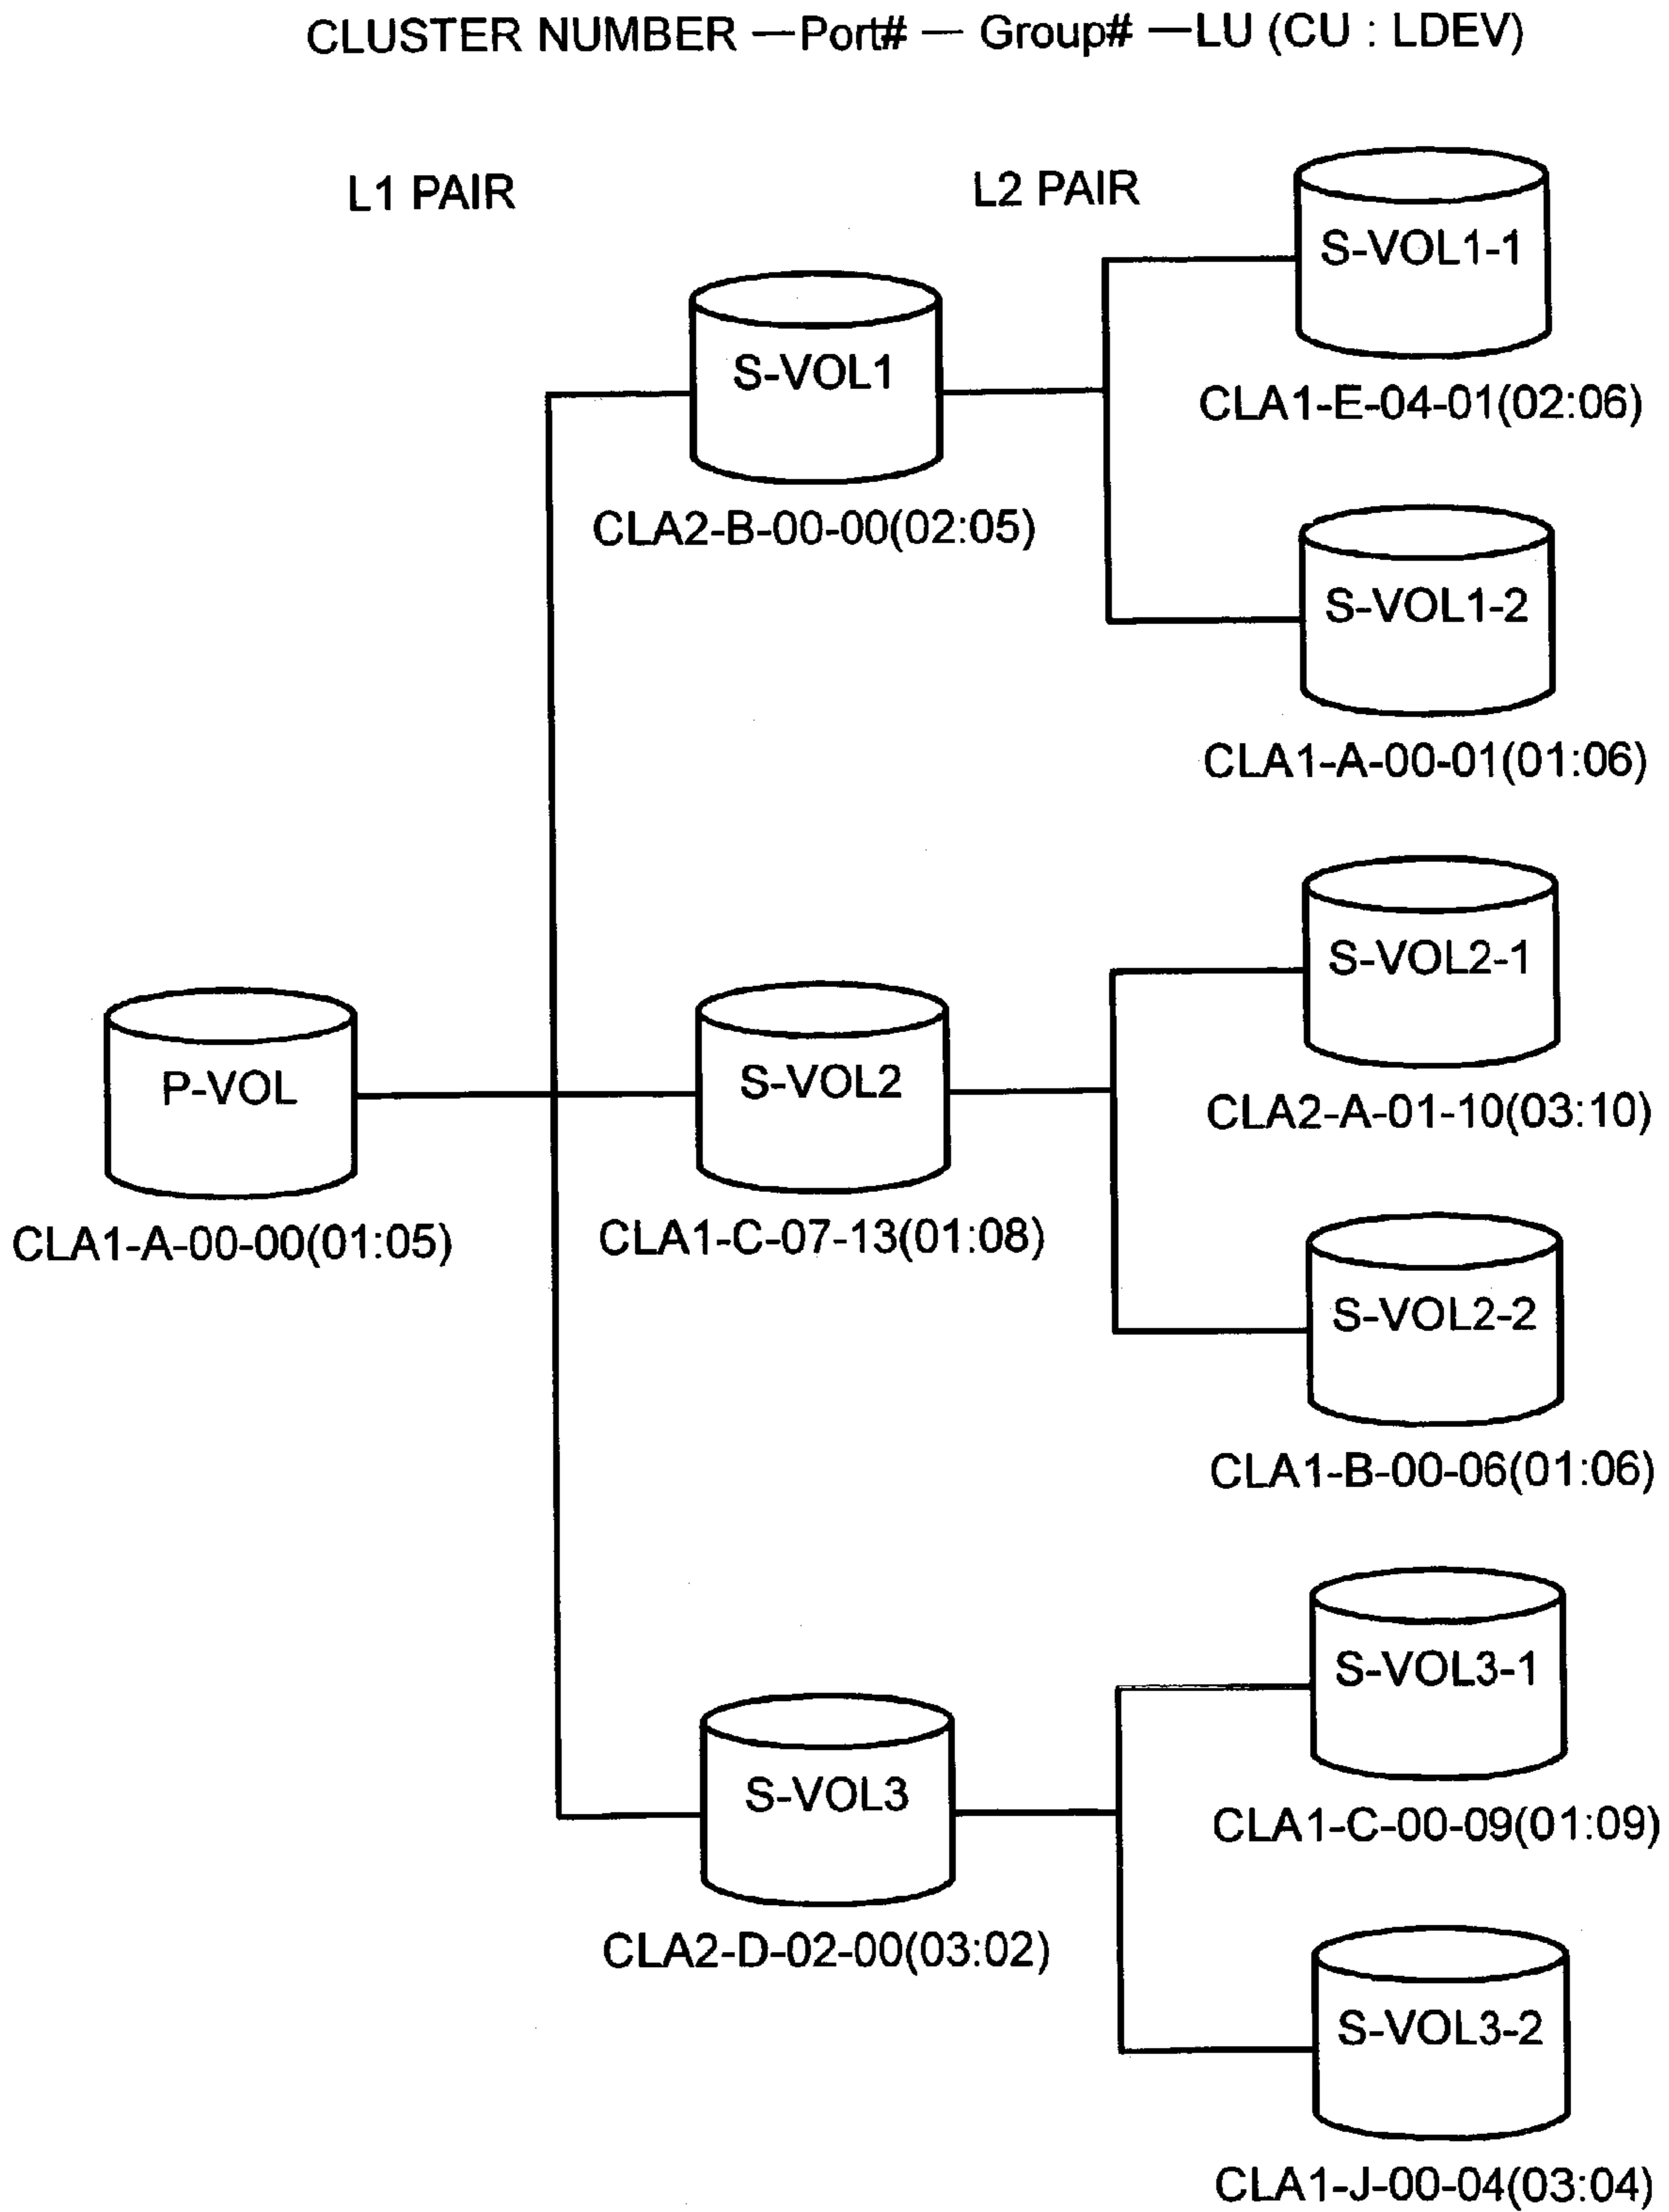 CLUSTER NUMBER —Port# — Group# —LU (CU : LDEV)
L1 PAIR
L2 PAIR
S-VOL1-1
CLA1-E-04-01(02:06)
S-VOL1
CLA2-B-00-00(02:05)
S-VOL1-2
CLA1-A-00-01(01:06)
S-VOL2-1
CLA2-A-01-10(03:10)
P-VOL
CLA1-A-00-00(01:05)
S-VOL2
CLA1-C-07-13(01:08)
S-VOL2-2
CLA1-B-00-06(01:06)
S-VOL3-1
CLA1-C-00-09(01:09)
S-VOL3
CLA2-D-02-00(03:02)
S-VOL3-2
CLA1-J-00-04(03:04)